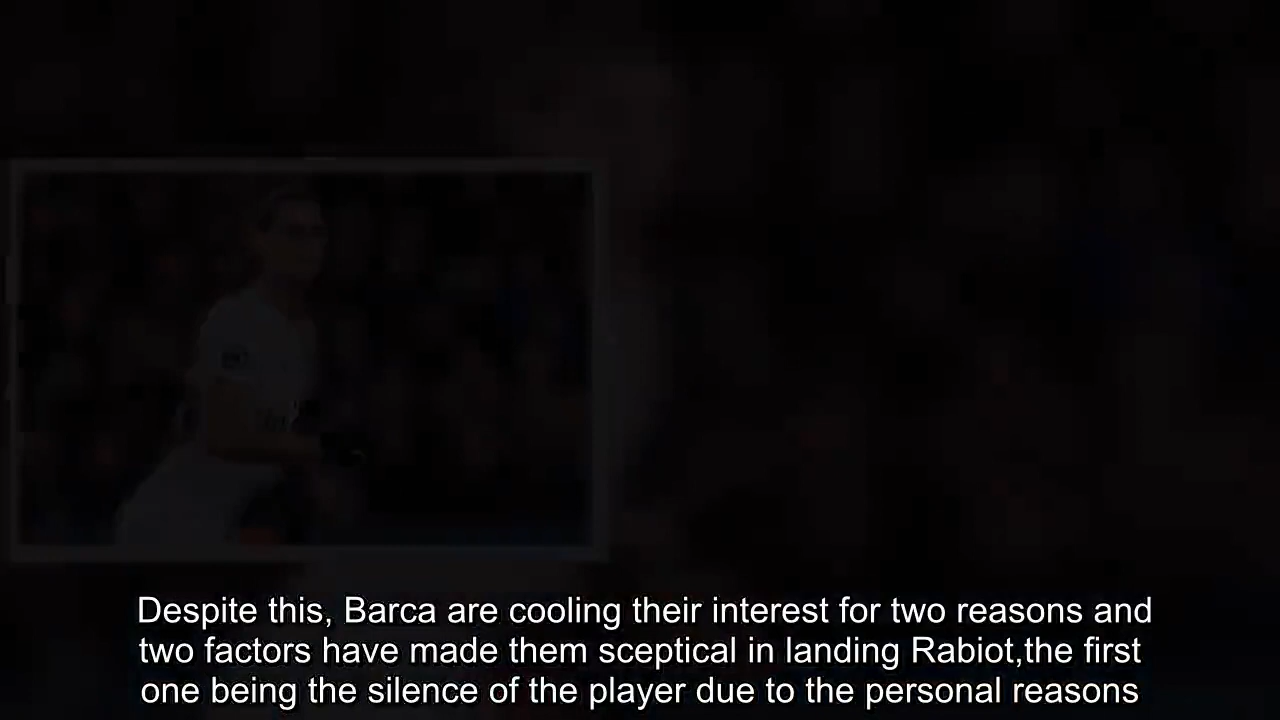 Despite this, Barca are cooling their interest for two reasons and
two factors have made them sceptical in landing Rabiot,the first
one being the silence of the player due to the personal reasons